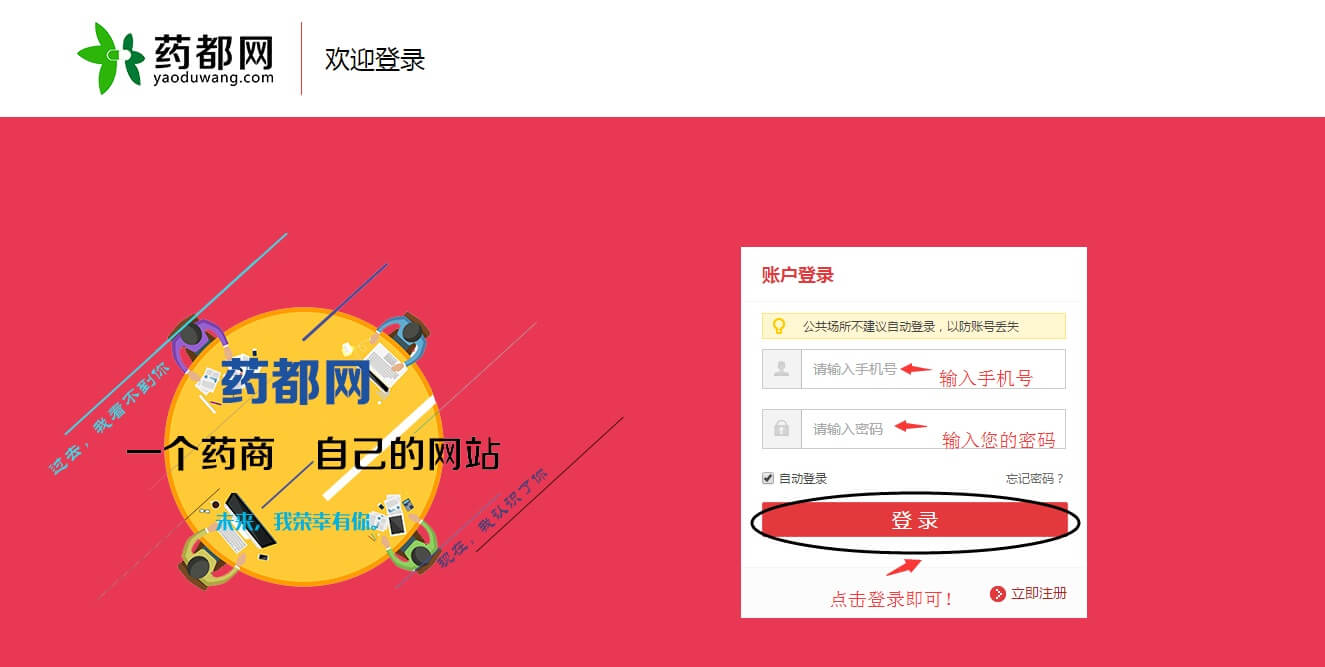 药都网
yaoduwang.com
欢迎登录
过去，我看不到你
药都网
一个药商 自己的网站
未来，我荣幸有你。
现在，我认识了你
账户登录
公共场所不建议自动登录，以防账号丢失
请输入手机号
输入手机号
请输入密码
输入您的密码
自动登录
忘记密码？
登 录
点击登录即可！
立即注册